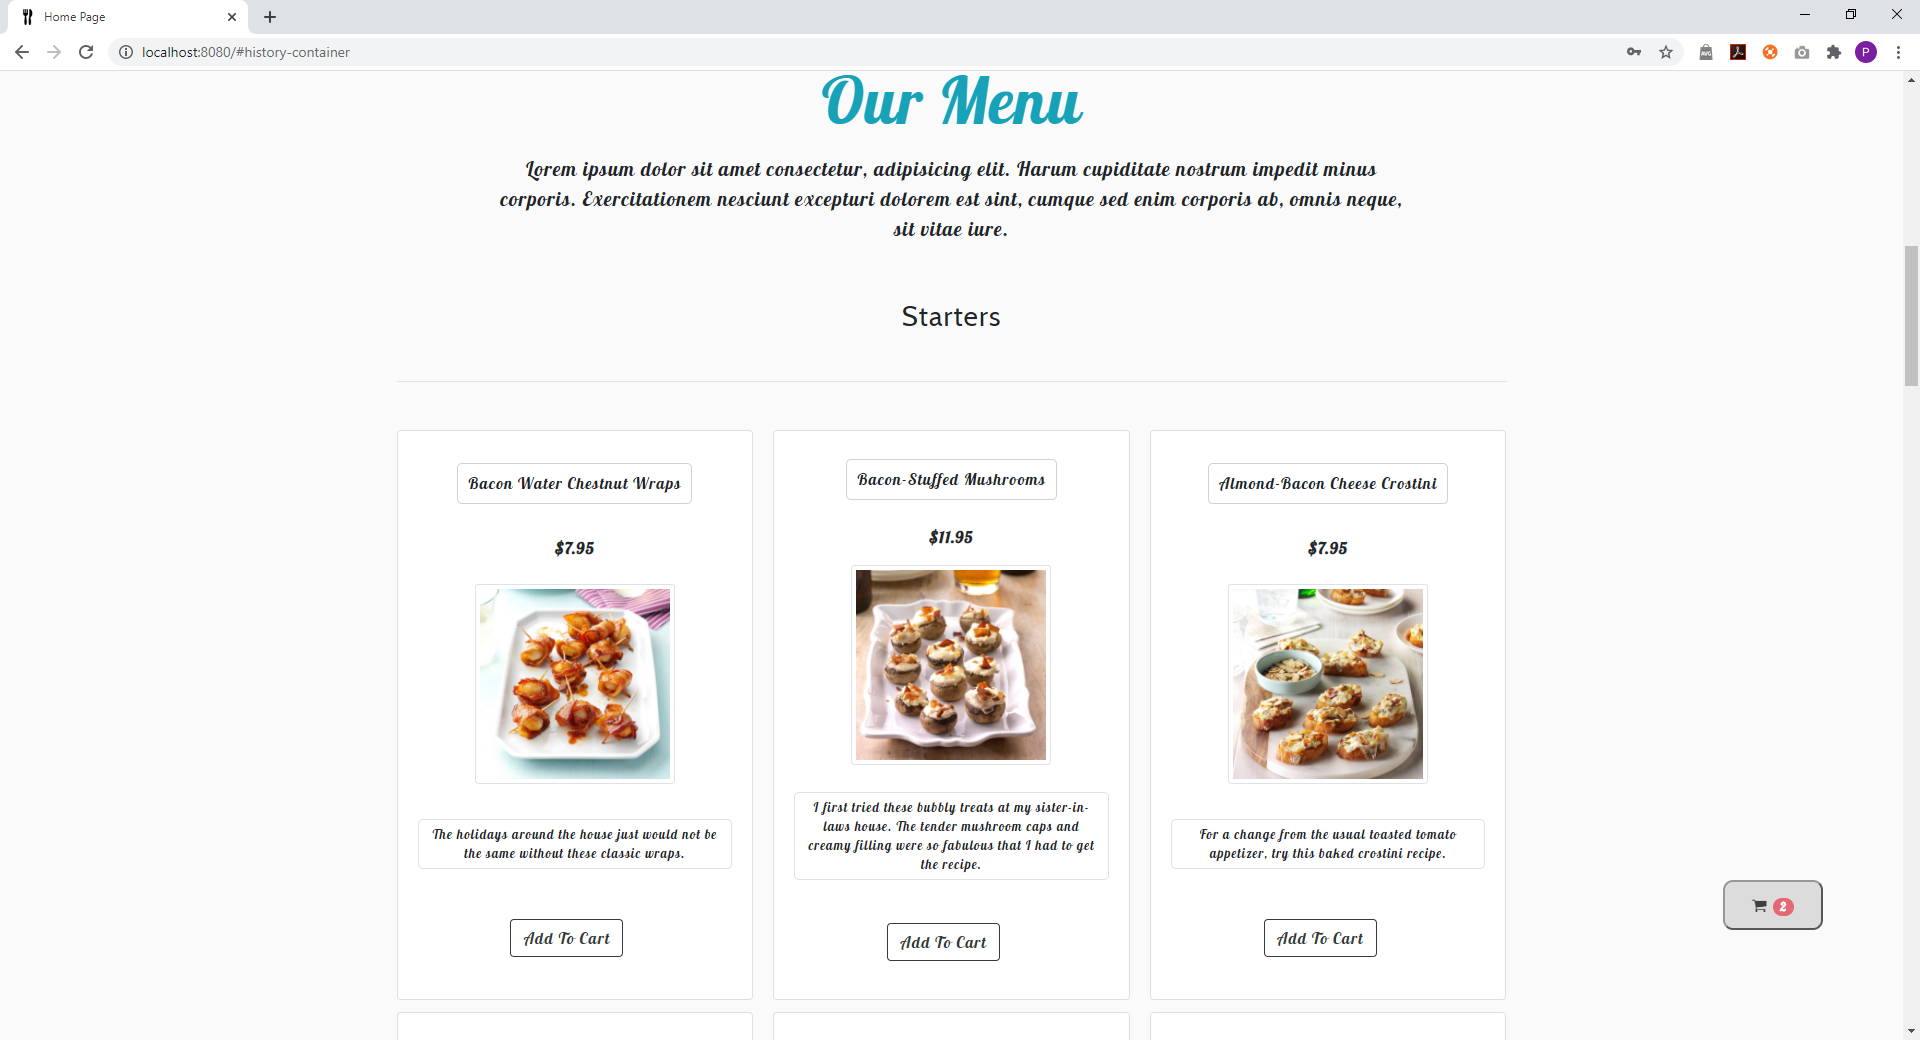 Home Page
localhost:8080/#history-container
P
Our Menu
Lorem ipsum dolor sit amet consectetur, adipisicing elit. Harum cupiditate nostrum impedit minus
corporis. Exercitationem nesciunt excepturi dolorem est sint, cumque sed enim corporis ab, omnis neque,
sit vitae iure.
Starters
Bacon Water Chestnut Wraps
$7.95
The holidays around the house just would not be
the same without these classic wraps.
Add To Cart
Bacon-Stuffed Mushrooms
$11.95
I first tried these bubbly treats at my sister-in-
laws house. The tender mushroom caps and
creamy filling were so fabulous that I had to get
the recipe.
Add To Cart
Almond-Bacon Cheese Crostini
$7.95
For a change from the usual toasted tomato
appetizer, try this baked crostini recipe.
Add To Cart
2